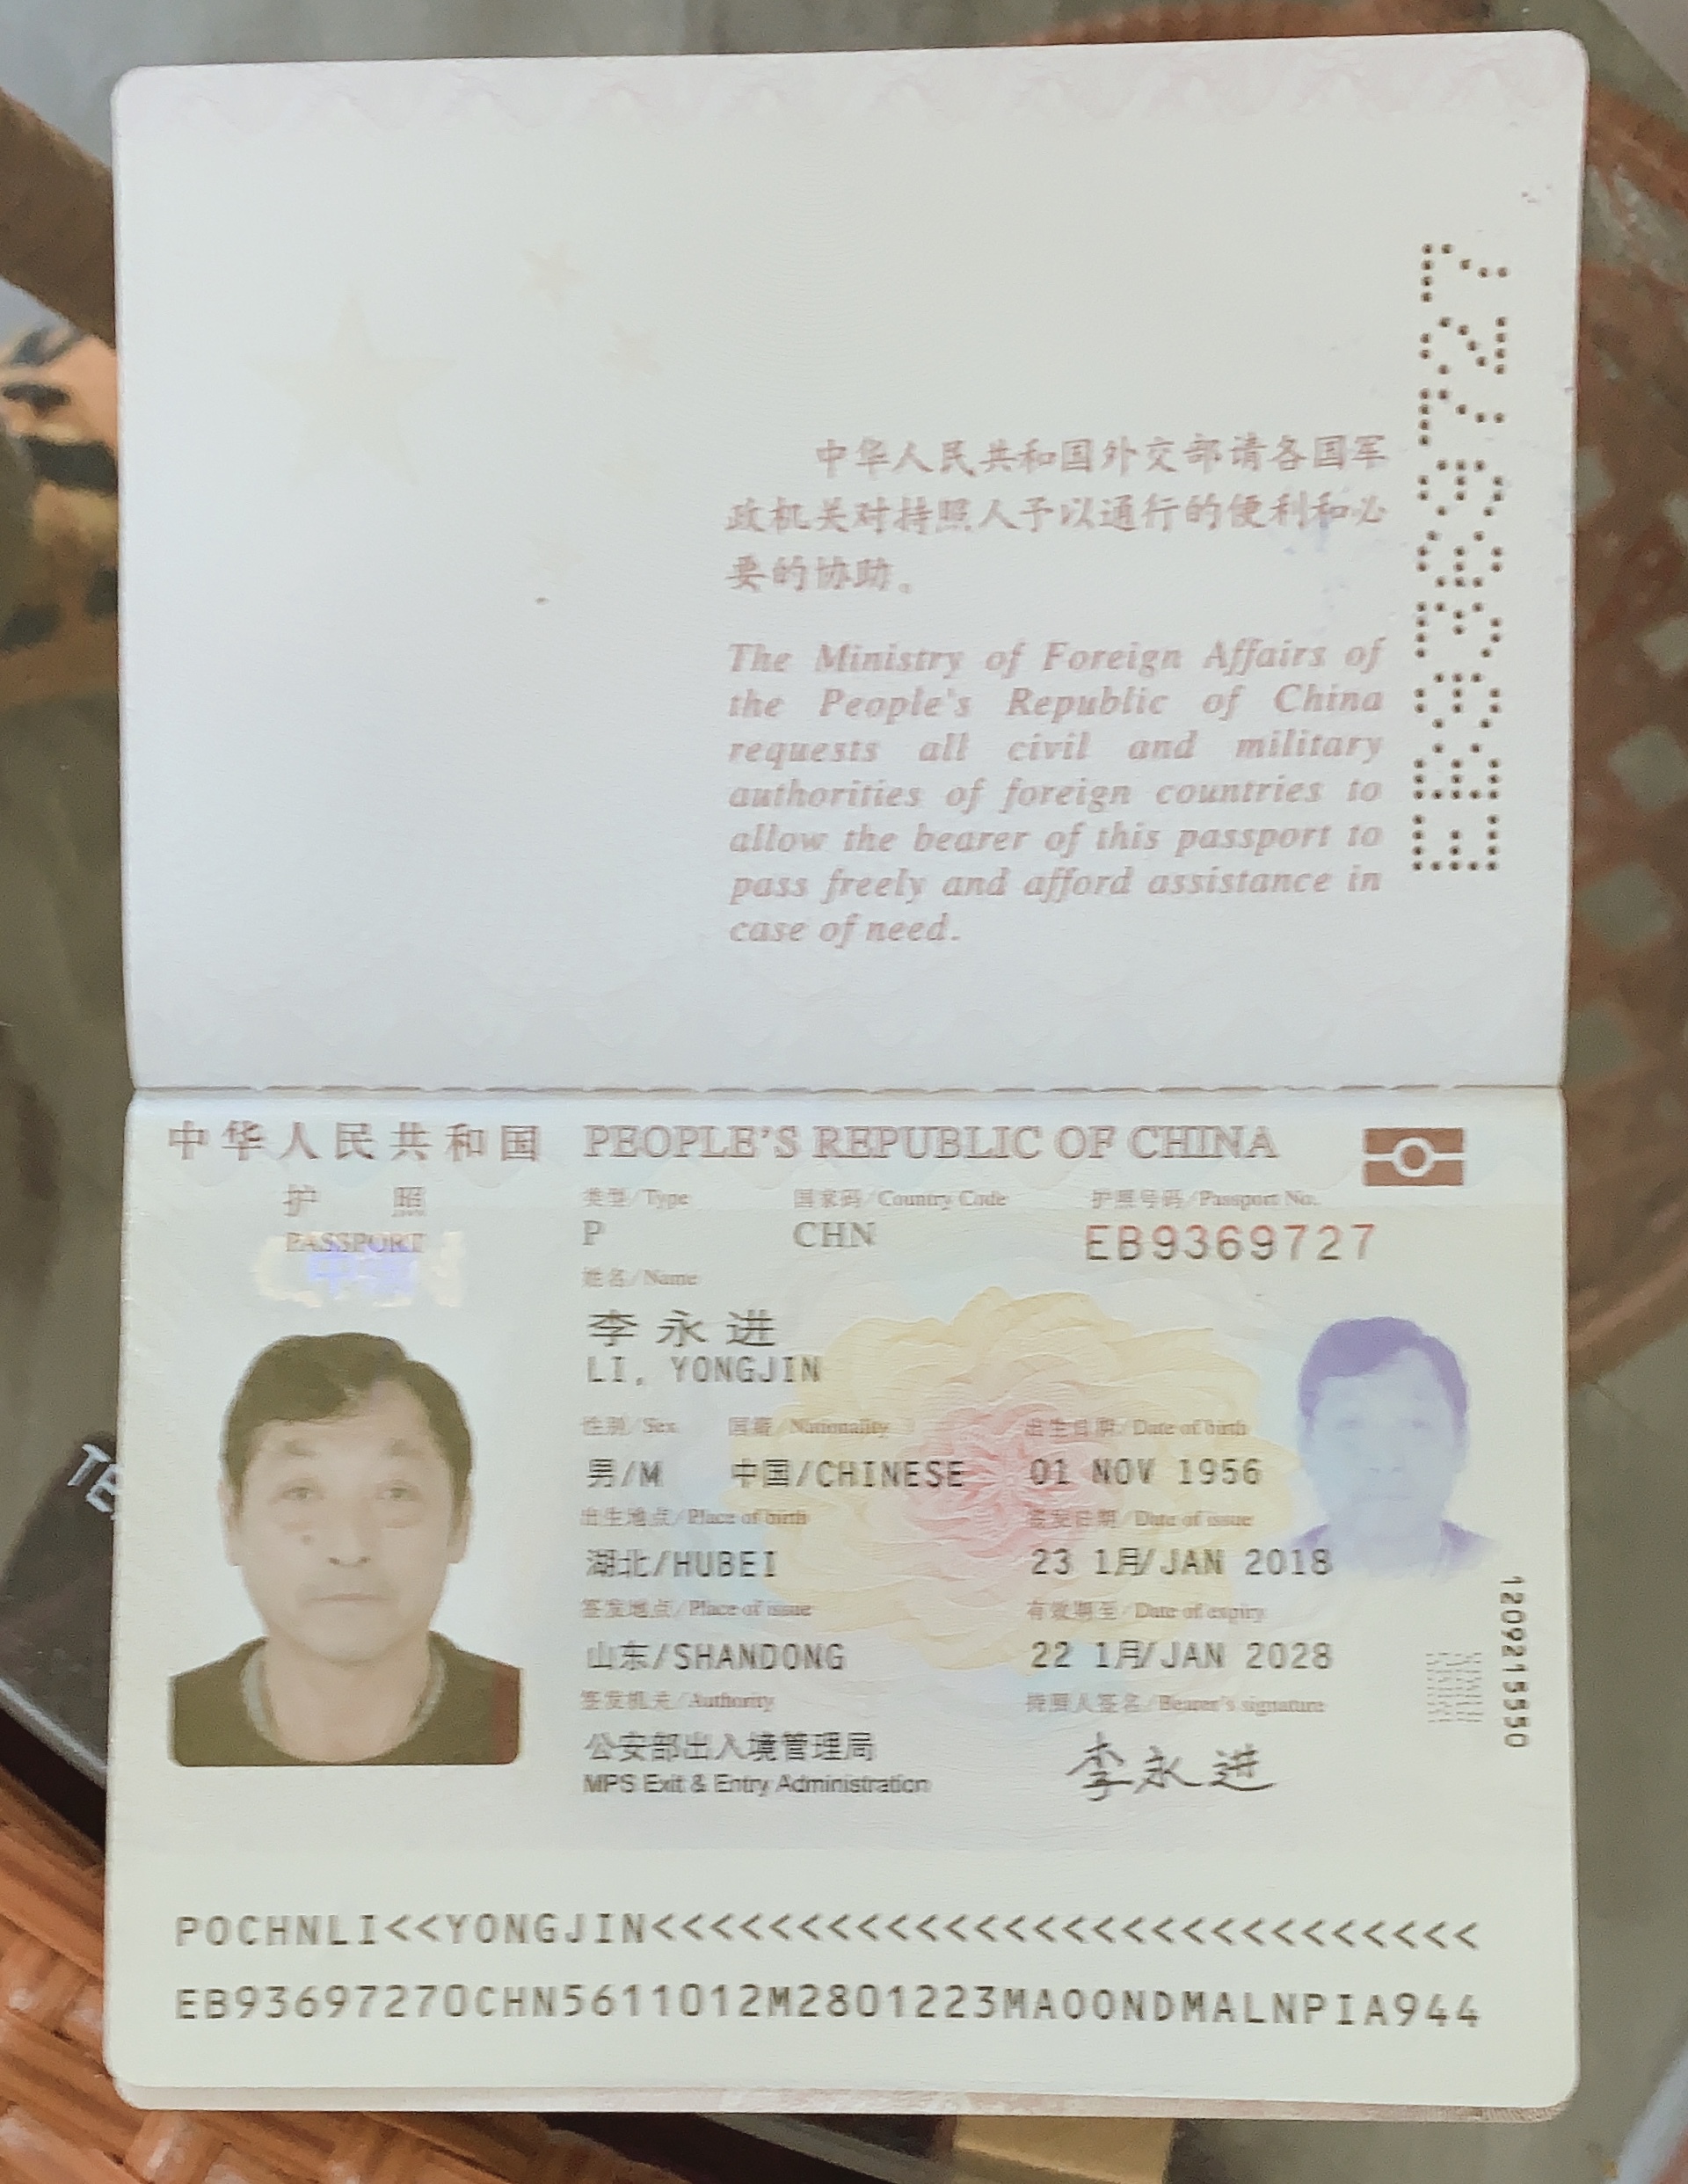 中华人民共和国外交部请各国军
政机关对持照人予以通行的便利和必
要的协助。
The Ministry of Foreign Affairs of
the People's Republic of China
requests all civil and military
authorities of foreign countries to
allow the bearer of this passport to
pass freely and afford assistance in
case of need.
EB9369727
中华人民共和国 PEOPLE'S REPUBLIC OF CHINA
护 照
PASSPORT
类型/Type 国家码/Country Code 护照号码/Passport No.
P CHN EB9369727
姓名/Name
李永进
LI, YONGJIN
性别/Sex 国籍/Nationality 出生日期/Date of birth
男/M 中国/CHINESE 01 NOV 1956
出生地点/Place of birth 签发日期/Date of issue
湖北/HUBEI 23 1月/JAN 2018
签发地点/Place of issue 有效期至/Date of expiry
山东/SHANDONG 22 1月/JAN 2028
签发机关/Authority 持照人签名/Bearer's signature
公安部出入境管理局
MPS Exit & Entry Administration
李永进
1209215550
POCHNLI<<YONGJIN<<<<<<<<<<<<<<<<<<<<<<<<<<<<
EB93697270CHN5611012M2801223MAOONDMALNPIA944